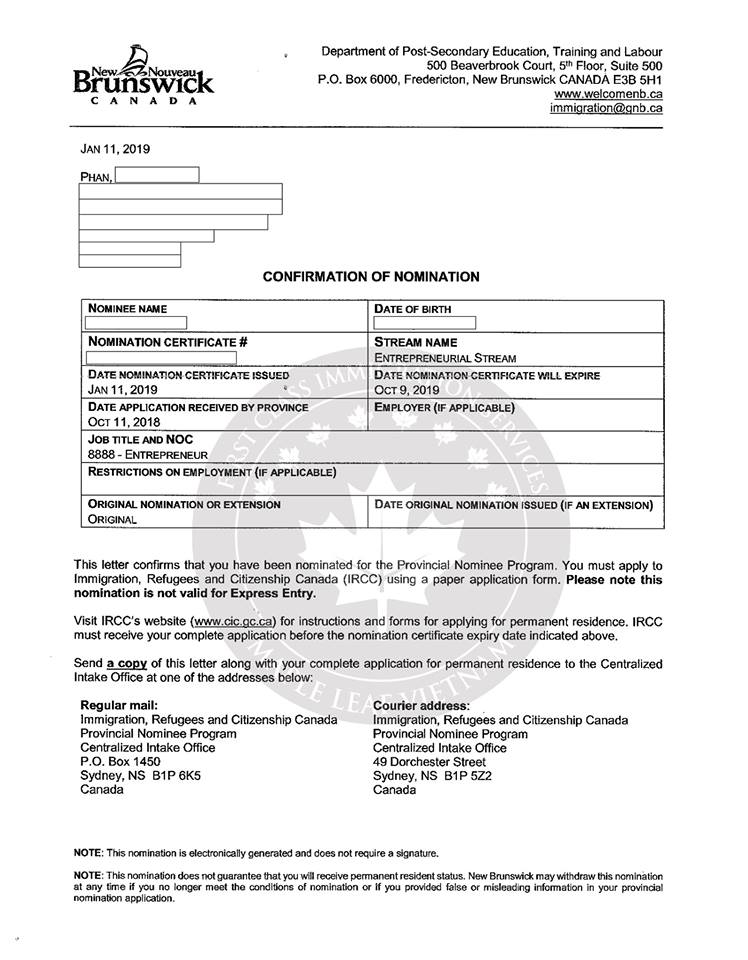 New Nouveau
Brunswick
CANADA
Department of Post-Secondary Education, Training and Labour
500 Beaverbrook Court, 5th Floor, Suite 500
P.O. Box 6000, Fredericton, New Brunswick CANADA E3B 5H1
www.welcomenb.ca
immigration@gnb.ca
JAN 11, 2019
PHAN,
CONFIRMATION OF NOMINATION
NOMINEE NAME
DATE OF BIRTH
NOMINATION CERTIFICATE #
STREAM NAME
ENTREPRENEURIAL STREAM
DATE NOMINATION CERTIFICATE ISSUED
JAN 11, 2019
DATE NOMINATION CERTIFICATE WILL EXPIRE
OCT 9, 2019
DATE APPLICATION RECEIVED BY PROVINCE
OCT 11, 2018
EMPLOYER (IF APPLICABLE)
JOB TITLE AND NOC
8888 - ENTREPRENEUR
RESTRICTIONS ON EMPLOYMENT (IF APPLICABLE)
ORIGINAL NOMINATION OR EXTENSION
ORIGINAL
DATE ORIGINAL NOMINATION ISSUED (IF AN EXTENSION)
FIRST CLASS IMMIGRATION SERVICES
MAPLE LEAF VIETNAM
This letter confirms that you have been nominated for the Provincial Nominee Program. You must apply to
Immigration, Refugees and Citizenship Canada (IRCC) using a paper application form. Please note this
nomination is not valid for Express Entry.
Visit IRCC's website (www.cic.gc.ca) for instructions and forms for applying for permanent residence. IRCC
must receive your complete application before the nomination certificate expiry date indicated above.
Send a copy of this letter along with your complete application for permanent residence to the Centralized
Intake Office at one of the addresses below:
Regular mail:
Immigration, Refugees and Citizenship Canada
Provincial Nominee Program
Centralized Intake Office
P.O. Box 1450
Sydney, NS B1P 6K5
Canada
Courier address:
Immigration, Refugees and Citizenship Canada
Provincial Nominee Program
Centralized Intake Office
49 Dorchester Street
Sydney, NS B1P 5Z2
Canada
NOTE: This nomination is electronically generated and does not require a signature.
NOTE: This nomination does not guarantee that you will receive permanent resident status. New Brunswick may withdraw this nomination
at any time if you no longer meet the conditions of nomination or if you provided false or misleading information in your provincial
nomination application.